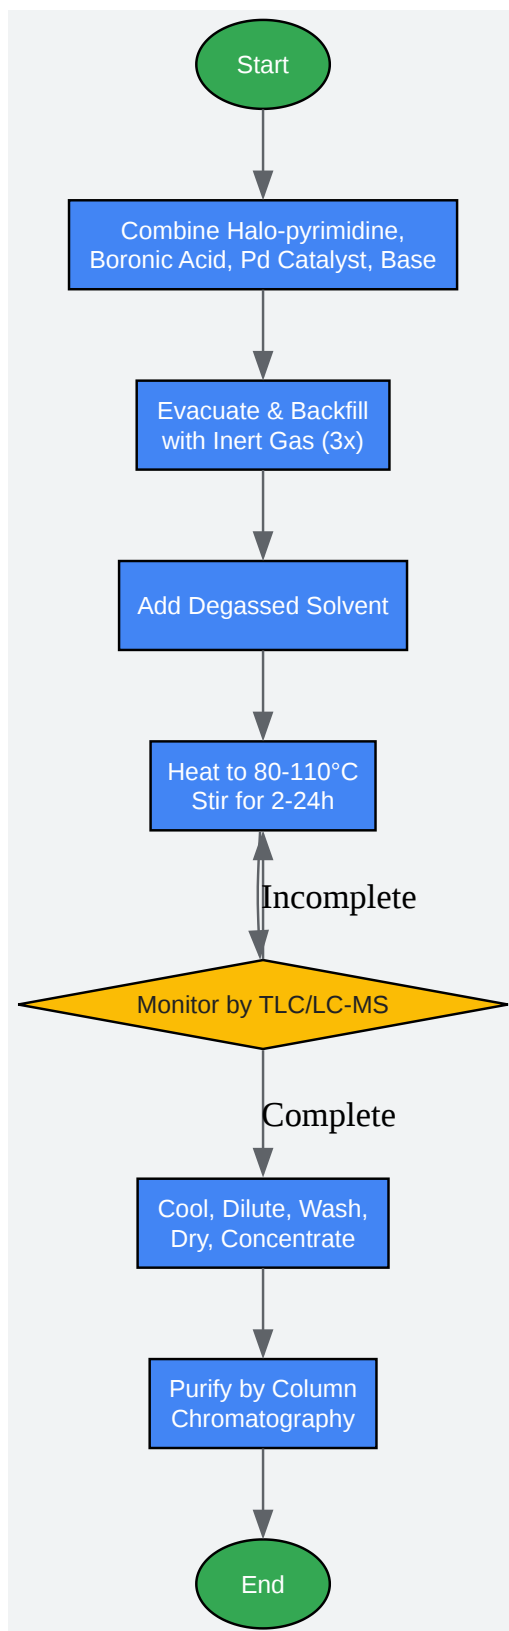 Start
Combine Halo-pyrimidine,
Boronic Acid, Pd Catalyst, Base
Evacuate & Backfill
with Inert Gas (3x)
Add Degassed Solvent
Heat to 80-110°C
Stir for 2-24h
Incomplete
Monitor by TLC/LC-MS
Complete
Cool, Dilute, Wash,
Dry, Concentrate
Purify by Column
Chromatography
End